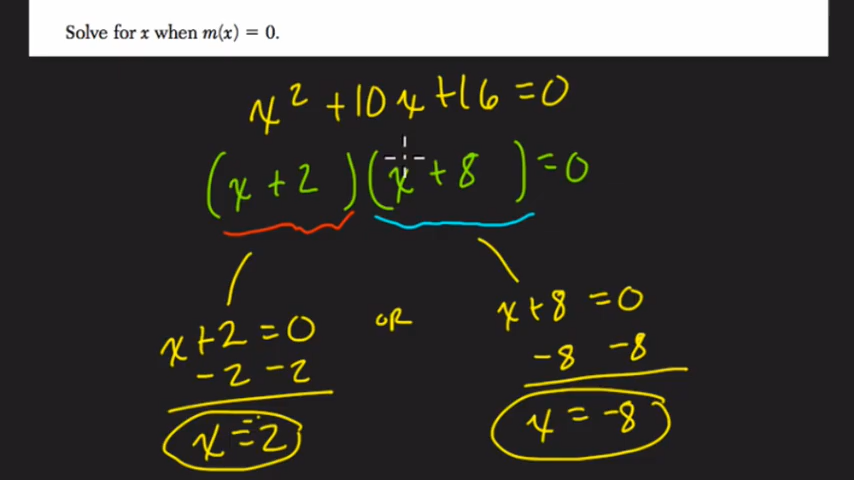 Solve for x when m(x) = 0.
x² + 10x + 16 = 0
(x + 2)(x + 8) = 0
x + 2 = 0 OR x + 8 = 0
- 2 - 2 - 8 - 8
x = -2 x = -8